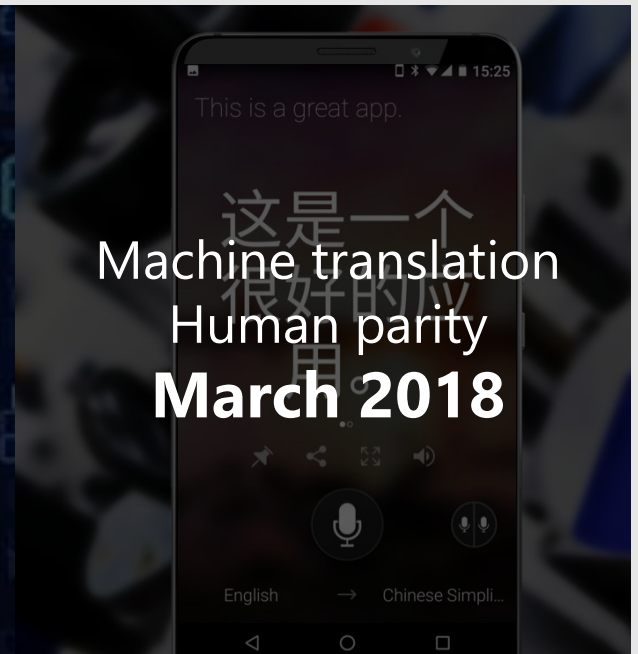 15:25
This is a great app.
这是一个
Machine translation
很好的应
Human parity
用。
March 2018
English → Chinese Simpli...